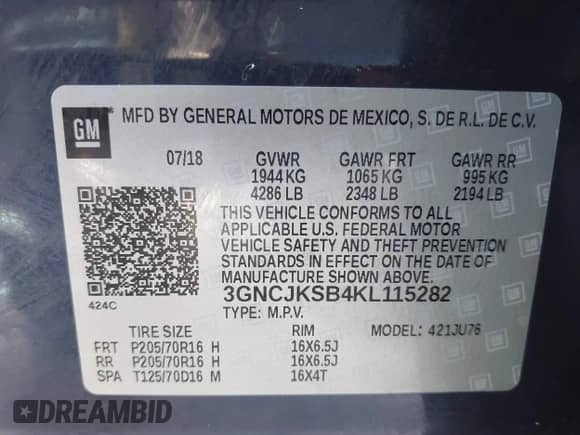 GM
MFD BY GENERAL MOTORS DE MEXICO, S. DE R.L. DE C.V.
07/18 GVWR GAWR FRT GAWR RR
1944 KG 1065 KG 995 KG
4286 LB 2348 LB 2194 LB
THIS VEHICLE CONFORMS TO ALL
APPLICABLE U.S. FEDERAL MOTOR
VEHICLE SAFETY AND THEFT PREVENTION
STANDARDS IN EFFECT ON THE DATE OF
MANUFACTURE SHOWN ABOVE.
424C
3GNCJKSB4KL115282
TYPE: M.P.V.
TIRE SIZE RIM MODEL: 421JU76
FRT P205/70R16 H 16X6.5J
RR P205/70R16 H 16X6.5J
SPA T125/70D16 M 16X4T
DREAMBID